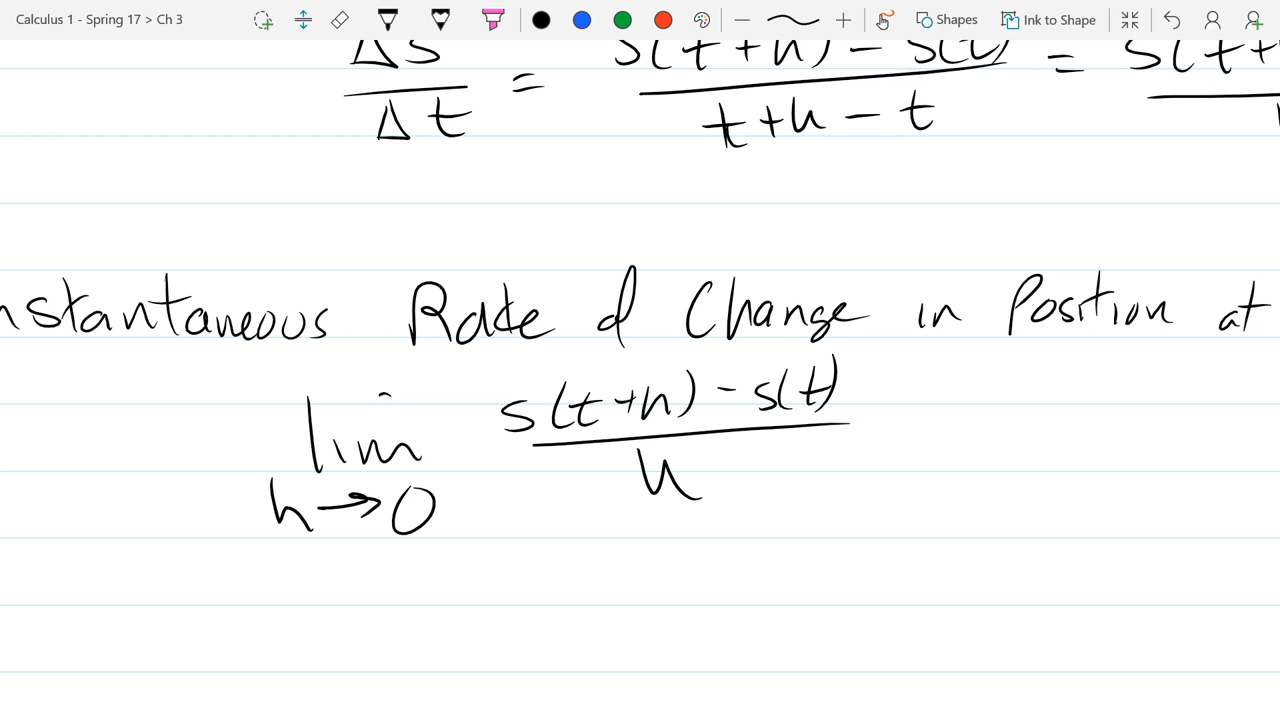 Calculus 1 - Spring 17 > Ch 3
Shapes
Ink to Shape
Δs/Δt = s(t+h) - s(t)/t+h-t = s(t+
nstantaneous Rate of Change in Position at
lim h→0 s(t+h) - s(t)/h